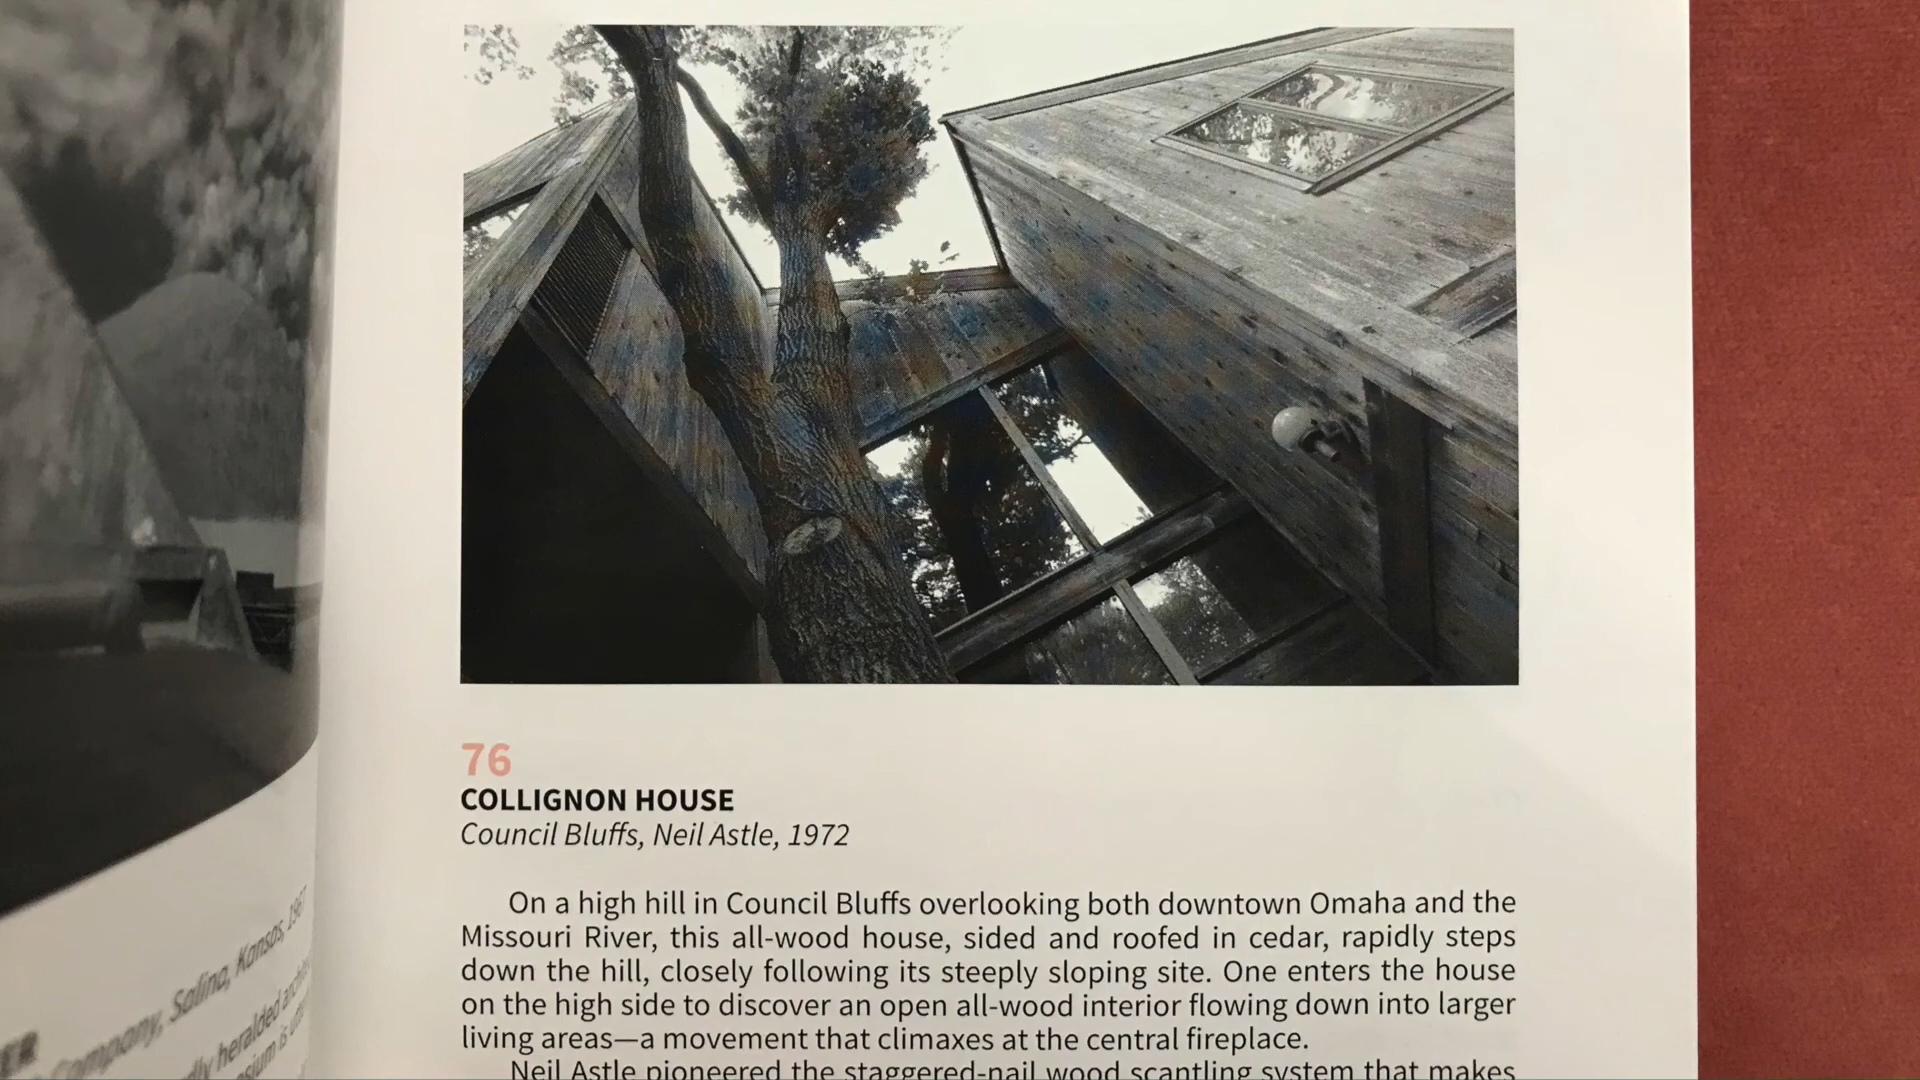 ER
Company, Salina, Kansas, 1967
heralded
76
COLLIGNON HOUSE
Council Bluffs, Neil Astle, 1972
On a high hill in Council Bluffs overlooking both downtown Omaha and the
Missouri River, this all-wood house, sided and roofed in cedar, rapidly steps
down the hill, closely following its steeply sloping site. One enters the house
on the high side to discover an open all-wood interior flowing down into larger
living areas—a movement that climaxes at the central fireplace.
Neil Astle pioneered the staggered-nail wood scantling system that makes